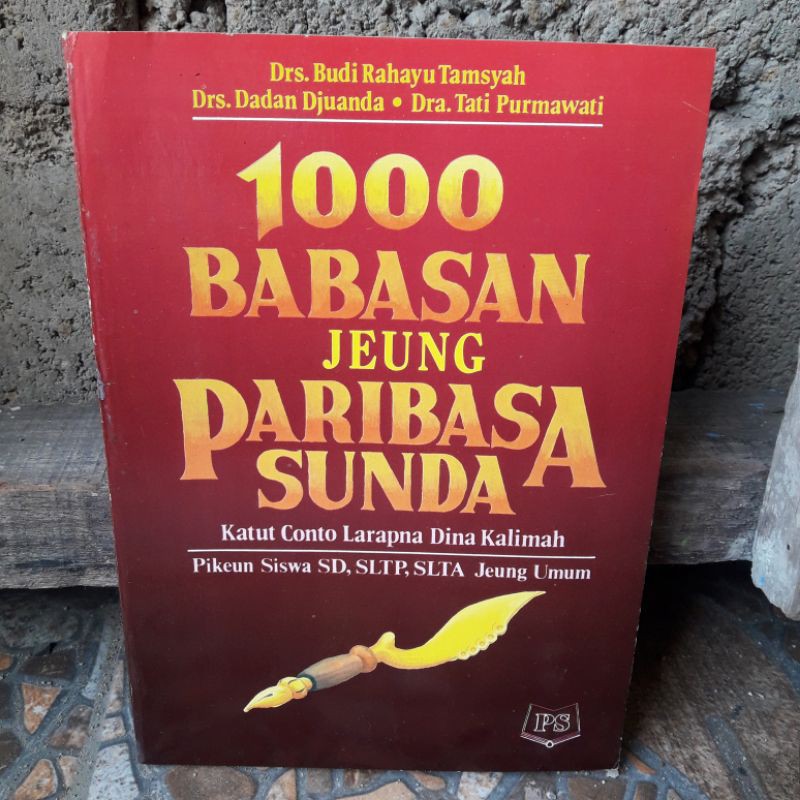 Drs. Budi Rahayu Tamsyah
Drs. Dadan Djuanda • Dra. Tati Purmawati
1000
BABASAN
JEUNG
PARIBASA
SUNDA
Katut Conto Larapna Dina Kalimah
Pikeun Siswa SD, SLTP, SLTA Jeung Umum
PS